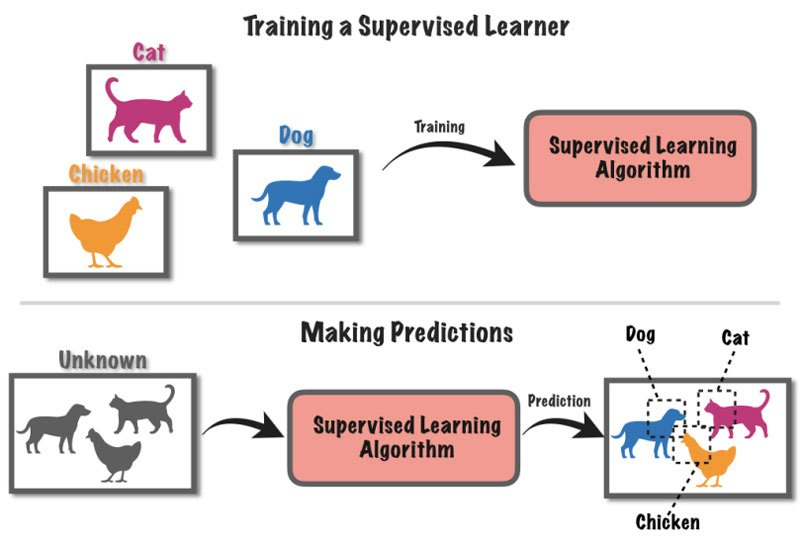 Training a Supervised Learner
Cat
Dog
Chicken
Training
Supervised Learning
Algorithm
Making Predictions
Unknown
Supervised Learning
Algorithm
Prediction
Dog
Cat
Chicken